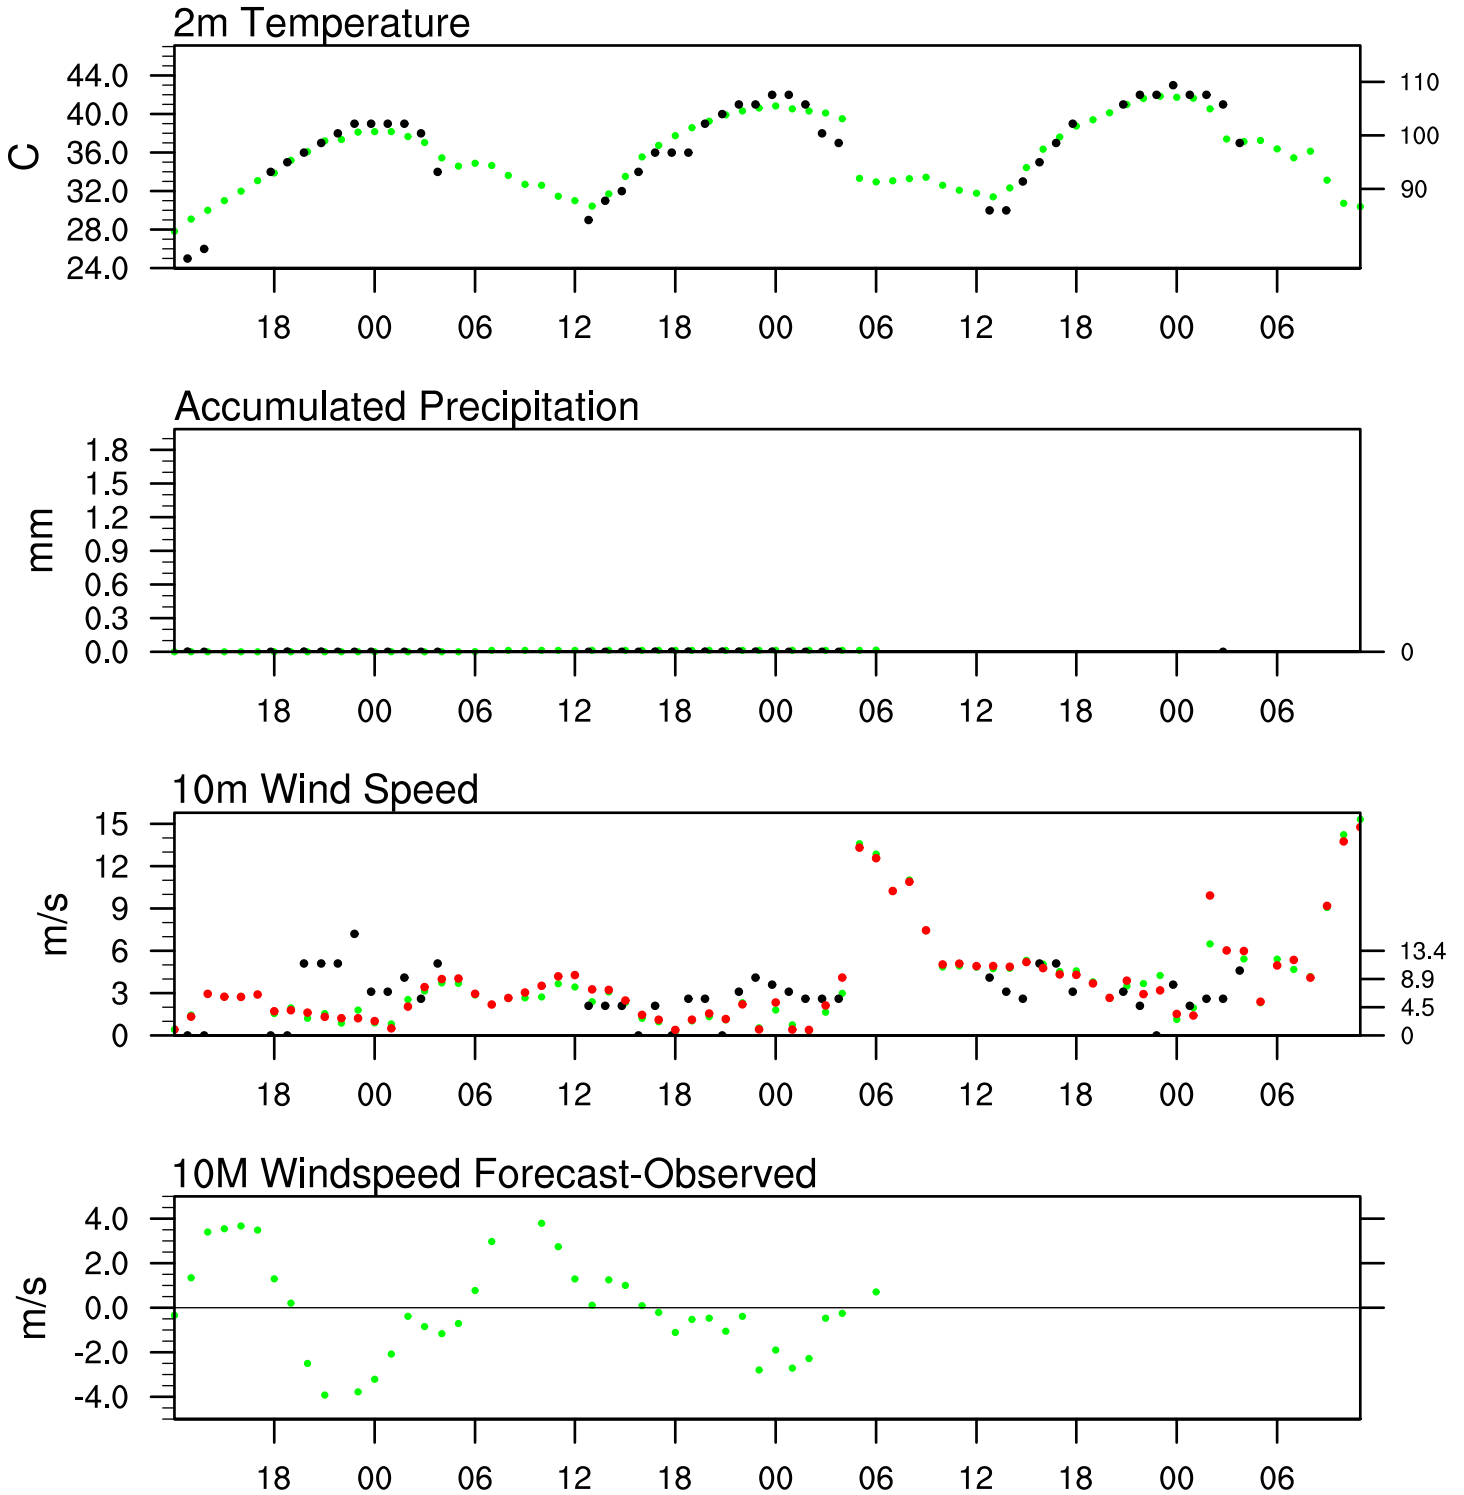 2m Temperature
44.0
40.0
36.0
32.0
28.0
24.0
C
110
100
90
18 00 06 12 18 00 06 12 18 00 06
Accumulated Precipitation
1.8
1.5
1.2
0.9
0.6
0.3
0.0
mm
0
18 00 06 12 18 00 06 12 18 00 06
10m Wind Speed
15
12
9
6
3
0
m/s
13.4
8.9
4.5
0
18 00 06 12 18 00 06 12 18 00 06
10M Windspeed Forecast-Observed
4.0
2.0
0.0
-2.0
-4.0
m/s
18 00 06 12 18 00 06 12 18 00 06